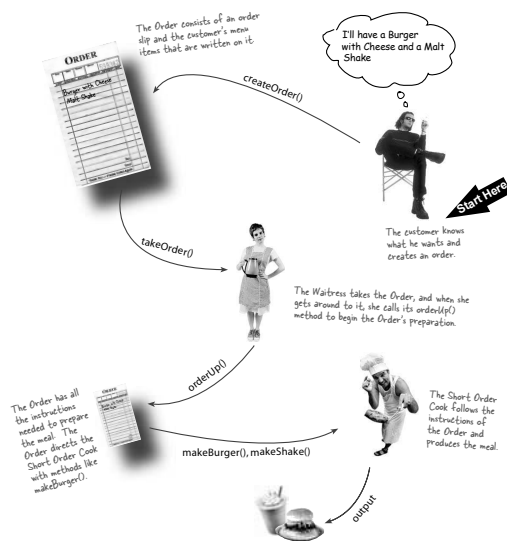 The Order consists of an order
slip and the customer's menu
items that are written on it.
I'll have a Burger
with Cheese and a Malt
Shake
ORDER
Burger with Cheese
Malt Shake
createOrder()
Start Here
The customer knows
what he wants and
creates an order.
takeOrder()
The Waitress takes the Order, and when she
gets around to it, she calls its orderUp()
method to begin the Order's preparation.
orderUp()
The Order has all
the instructions
needed to prepare
the meal. The
Order directs the
Short Order Cook
with methods like
makeBurger().
ORDER
makeBurger(), makeShake()
The Short Order
Cook follows the
instructions of
the Order and
produces the meal.
output